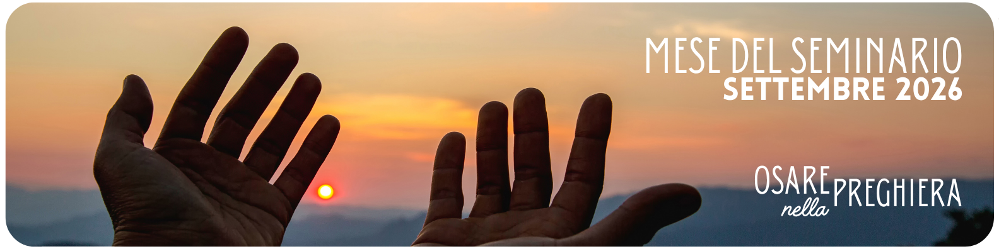 MESE DEL SEMINARIO
SETTEMBRE 2026
OSARE
nella PREGHIERA